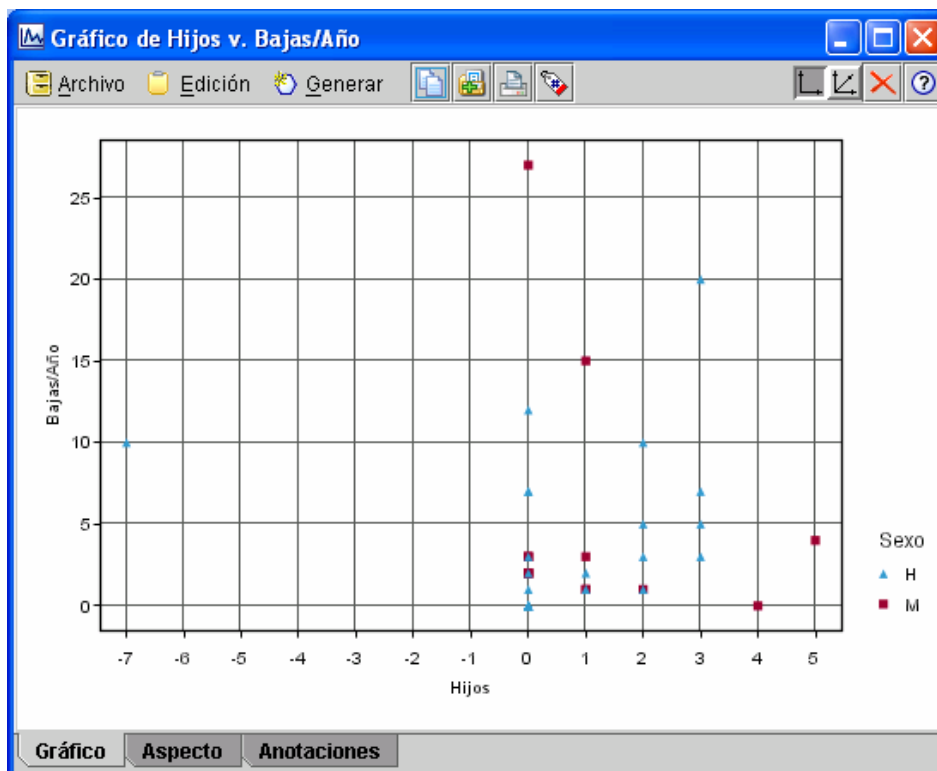 Gráfico de Hijos v. Bajas/Año
Archivo Edición Generar
25
20
15
10
5
0
Bajas/Año
-7 -6 -5 -4 -3 -2 -1 0 1 2 3 4 5
Hijos
Sexo
H
M
Gráfico Aspecto Anotaciones